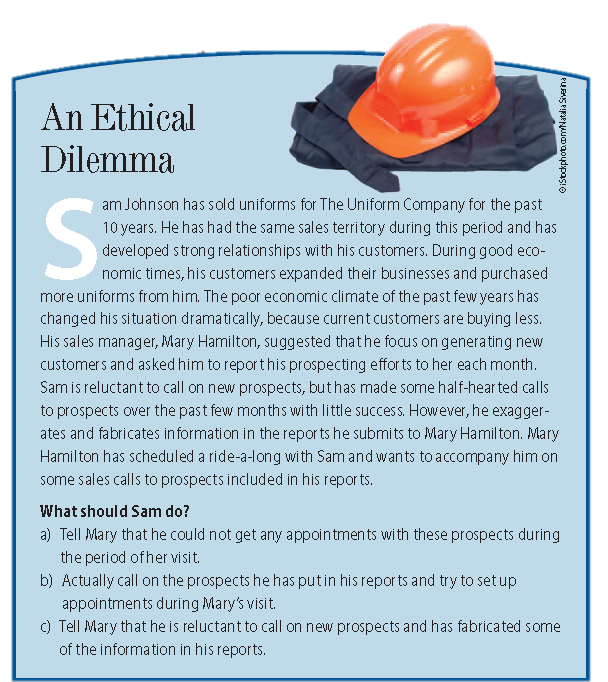 © iStockphoto.com/Natalia Siverina
An Ethical
Dilemma
Sam Johnson has sold uniforms for The Uniform Company for the past
10 years. He has had the same sales territory during this period and has
developed strong relationships with his customers. During good eco-
nomic times, his customers expanded their businesses and purchased
more uniforms from him. The poor economic climate of the past few years has
changed his situation dramatically, because current customers are buying less.
His sales manager, Mary Hamilton, suggested that he focus on generating new
customers and asked him to report his prospecting efforts to her each month.
Sam is reluctant to call on new prospects, but has made some half-hearted calls
to prospects over the past few months with little success. However, he exagger-
ates and fabricates information in the reports he submits to Mary Hamilton. Mary
Hamilton has scheduled a ride-a-long with Sam and wants to accompany him on
some sales calls to prospects included in his reports.
What should Sam do?
a) Tell Mary that he could not get any appointments with these prospects during
the period of her visit.
b) Actually call on the prospects he has put in his reports and try to set up
appointments during Mary's visit.
c) Tell Mary that he is reluctant to call on new prospects and has fabricated some
of the information in his reports.